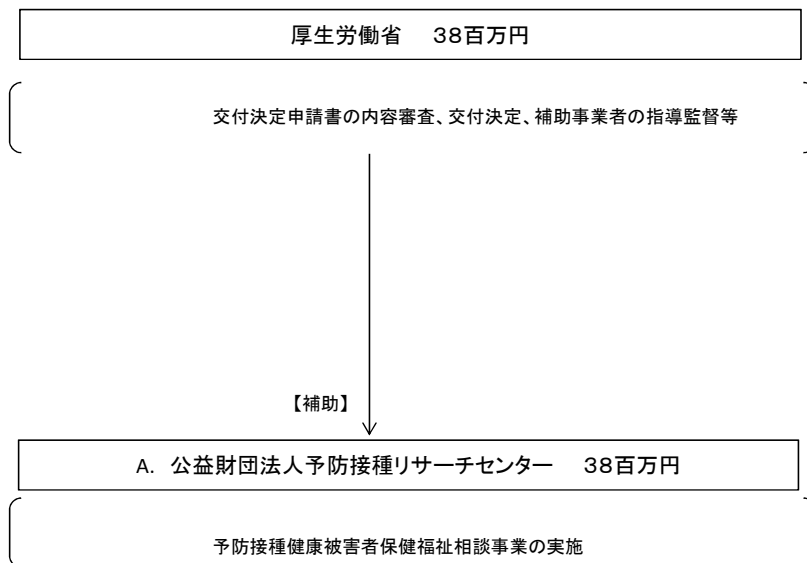 厚生労働省　38百万円
交付決定申請書の内容審査、交付決定、補助事業者の指導監督等
【補助】
A.　公益財団法人予防接種リサーチセンター　38百万円
予防接種健康被害者保健福祉相談事業の実施